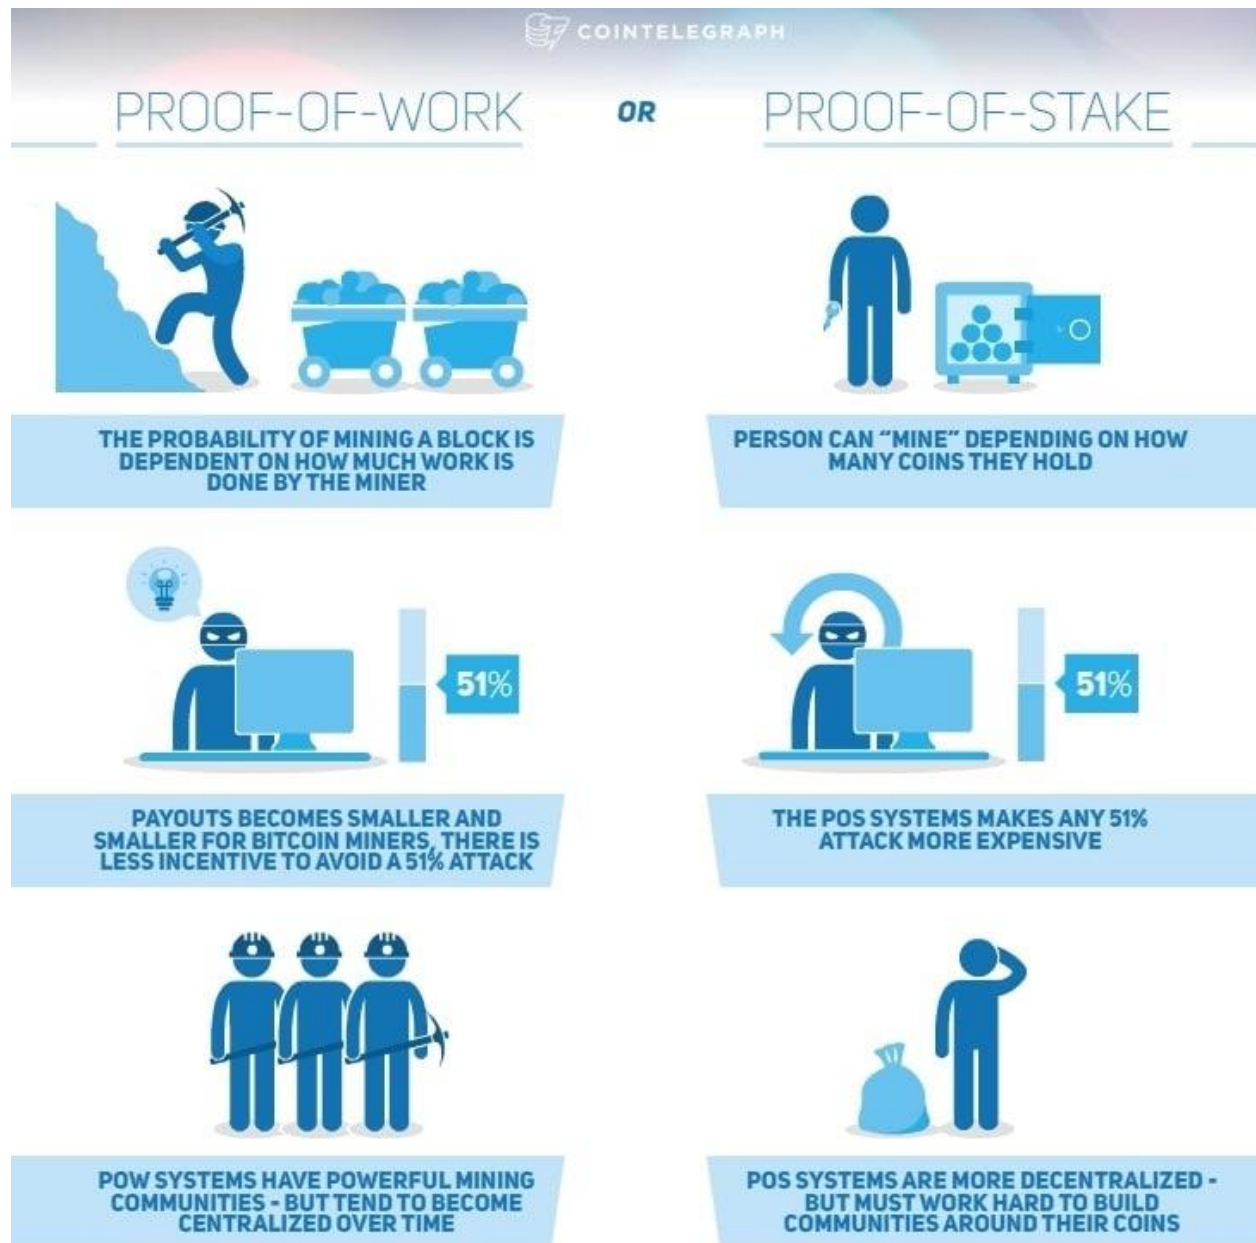 COINTELEGRAPH
PROOF-OF-WORK
OR
PROOF-OF-STAKE
THE PROBABILITY OF MINING A BLOCK IS
DEPENDENT ON HOW MUCH WORK IS
DONE BY THE MINER
PERSON CAN “MINE” DEPENDING ON HOW
MANY COINS THEY HOLD
51%
51%
PAYOUTS BECOMES SMALLER AND
SMALLER FOR BITCOIN MINERS, THERE IS
LESS INCENTIVE TO AVOID A 51% ATTACK
THE POS SYSTEMS MAKES ANY 51%
ATTACK MORE EXPENSIVE
POW SYSTEMS HAVE POWERFUL MINING
COMMUNITIES - BUT TEND TO BECOME
CENTRALIZED OVER TIME
POS SYSTEMS ARE MORE DECENTRALIZED -
BUT MUST WORK HARD TO BUILD
COMMUNITIES AROUND THEIR COINS